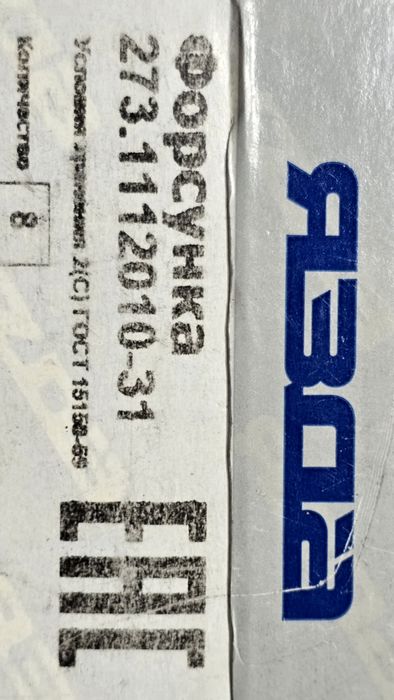 Форсунка
273.1112010-31
Условия хранения 2(С) ГОСТ 15150-69
Количество 8
ЕАС
ЯЗДА